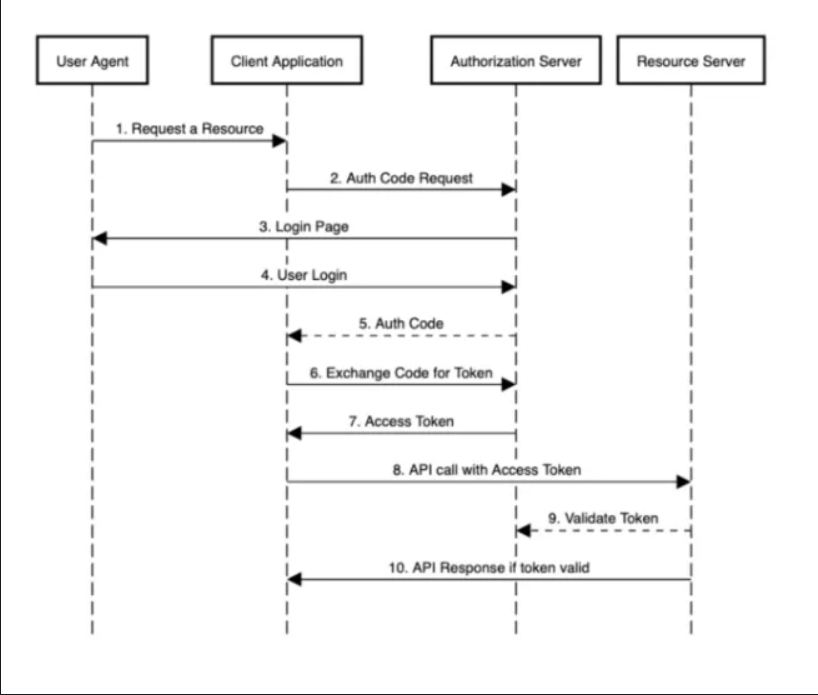 User Agent
Client Application
Authorization Server
Resource Server
1. Request a Resource
2. Auth Code Request
3. Login Page
4. User Login
5. Auth Code
6. Exchange Code for Token
7. Access Token
8. API call with Access Token
9. Validate Token
10. API Response if token valid